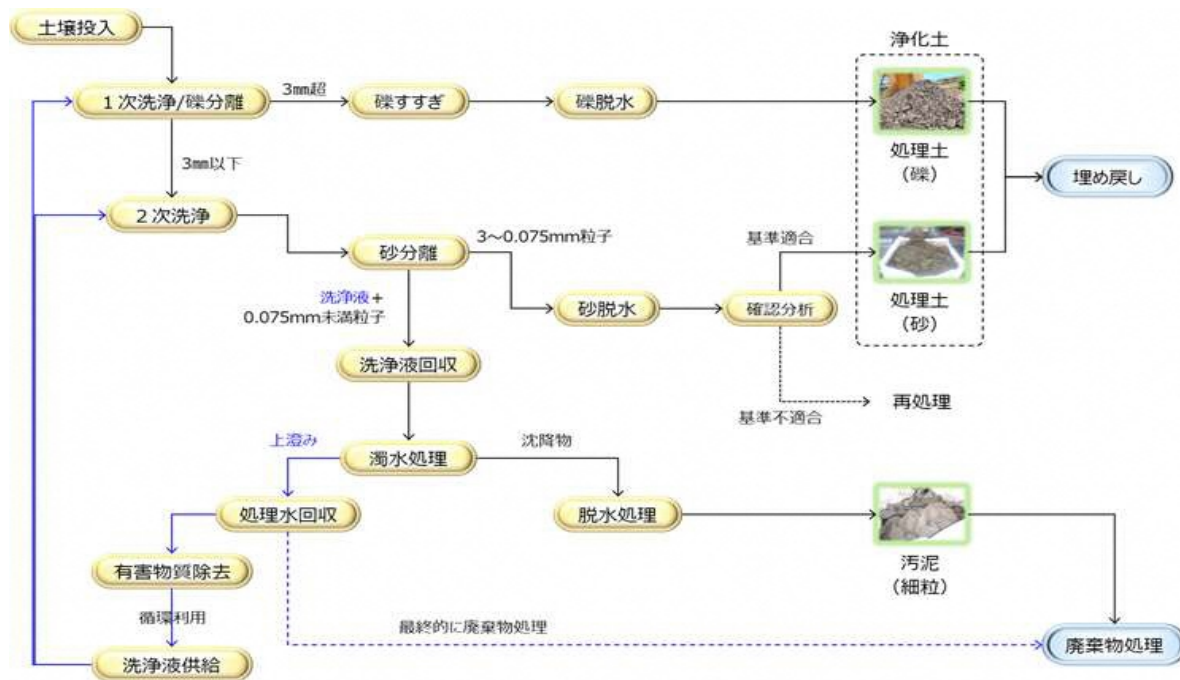 土壌投入
浄化土
1次洗浄/礫分離
3㎜超
礫すすぎ
礫脱水
処理土
(礫)
3㎜以下
埋め戻し
2次洗浄
砂分離
3～0.075mm粒子
基準適合
洗浄液+
0.075mm未満粒子
砂脱水
確認分析
処理土
(砂)
洗浄液回収
再処理
基準不適合
上澄み
濁水処理
沈降物
処理水回収
脱水処理
有害物質除去
汚泥
(細粒)
循環利用
最終的に廃棄物処理
洗浄液供給
廃棄物処理